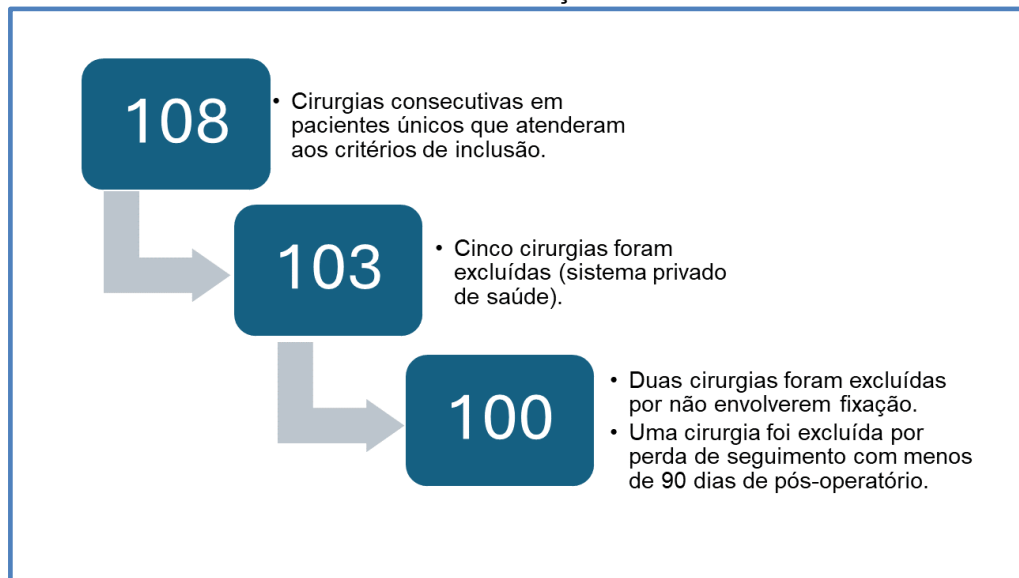 108
• Cirurgias consecutivas em
pacientes únicos que atenderam
aos critérios de inclusão.
103
• Cinco cirurgias foram
excluídas (sistema privado
de saúde).
100
• Duas cirurgias foram excluídas
por não envolverem fixação.
• Uma cirurgia foi excluída por
perda de seguimento com menos
de 90 dias de pós-operatório.